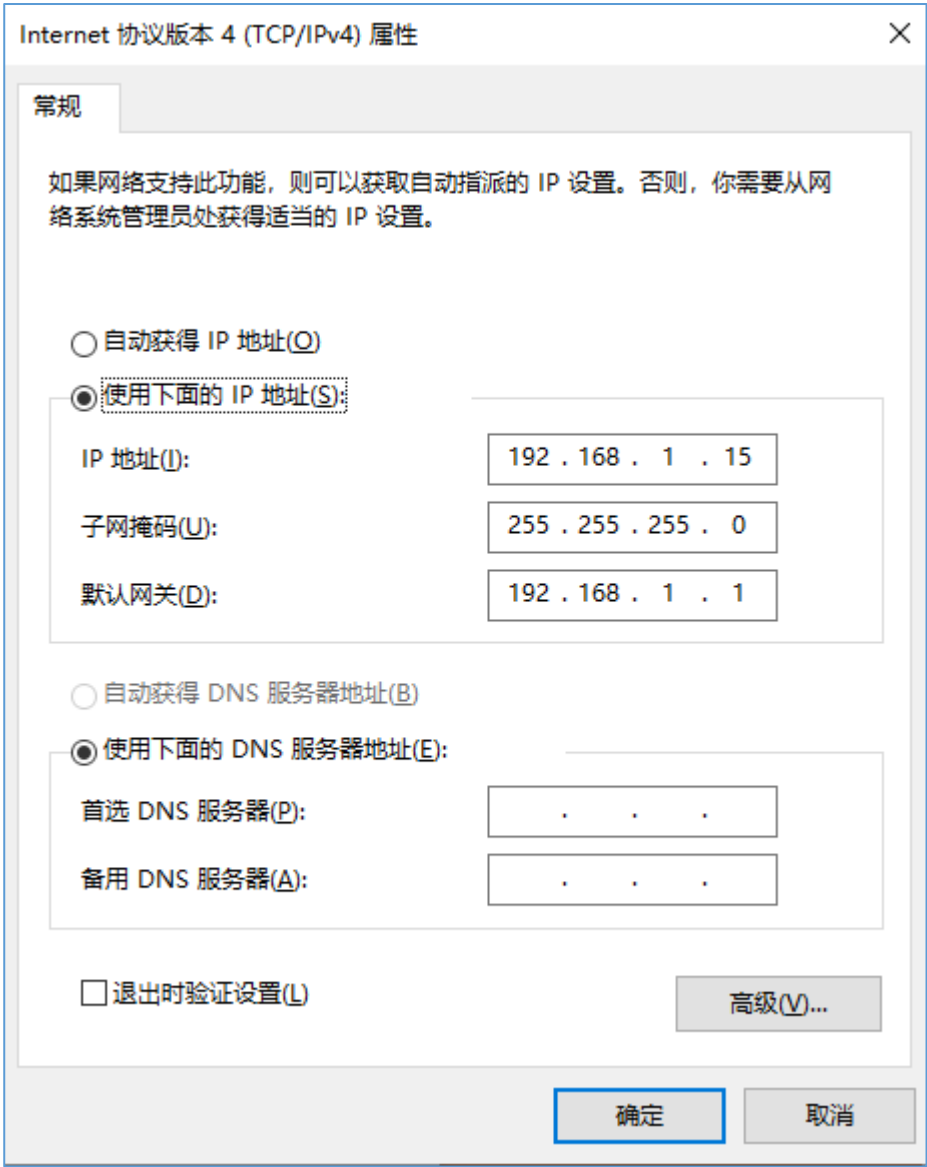 Internet 协议版本 4 (TCP/IPv4) 属性
常规
如果网络支持此功能，则可以获取自动指派的 IP 设置。否则，你需要从网
络系统管理员处获得适当的 IP 设置。
自动获得 IP 地址(O)
使用下面的 IP 地址(S):
IP 地址(I): 192 . 168 . 1 . 15
子网掩码(U): 255 . 255 . 255 . 0
默认网关(D): 192 . 168 . 1 . 1
自动获得 DNS 服务器地址(B)
使用下面的 DNS 服务器地址(E):
首选 DNS 服务器(P): . . .
备用 DNS 服务器(A): . . .
退出时验证设置(L)
高级(V)...
确定 取消